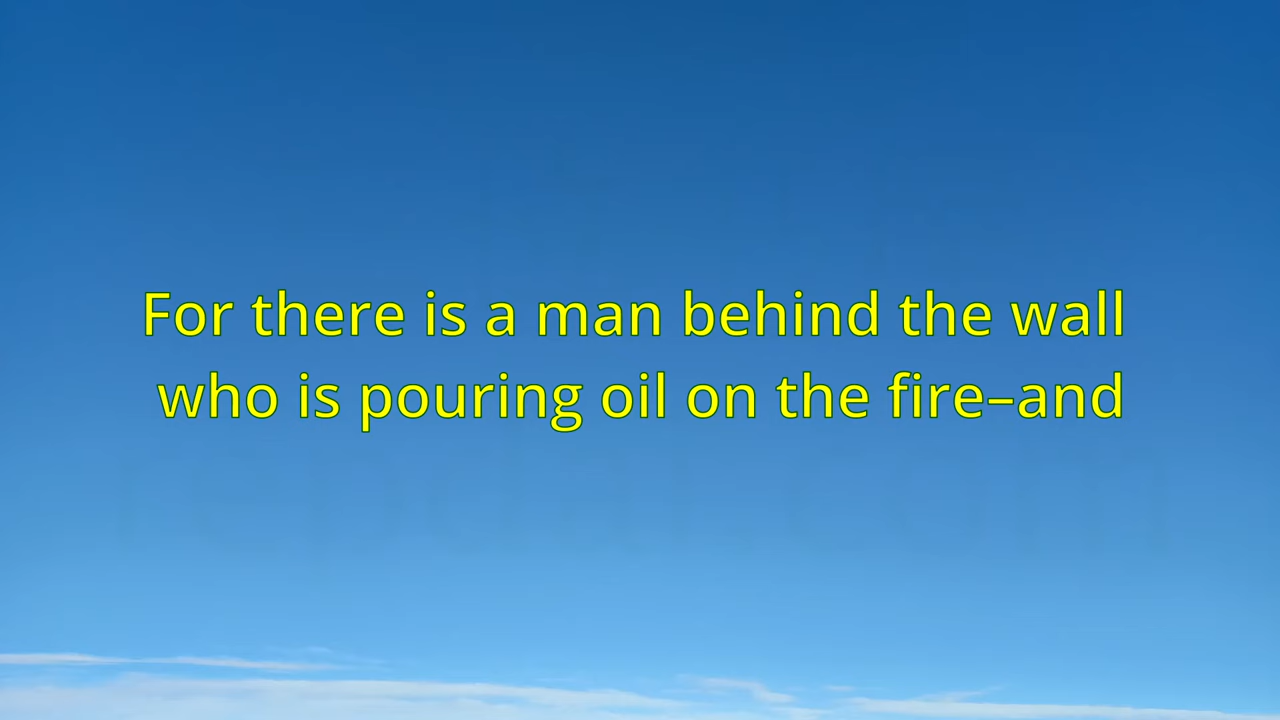 For there is a man behind the wall
who is pouring oil on the fire–and